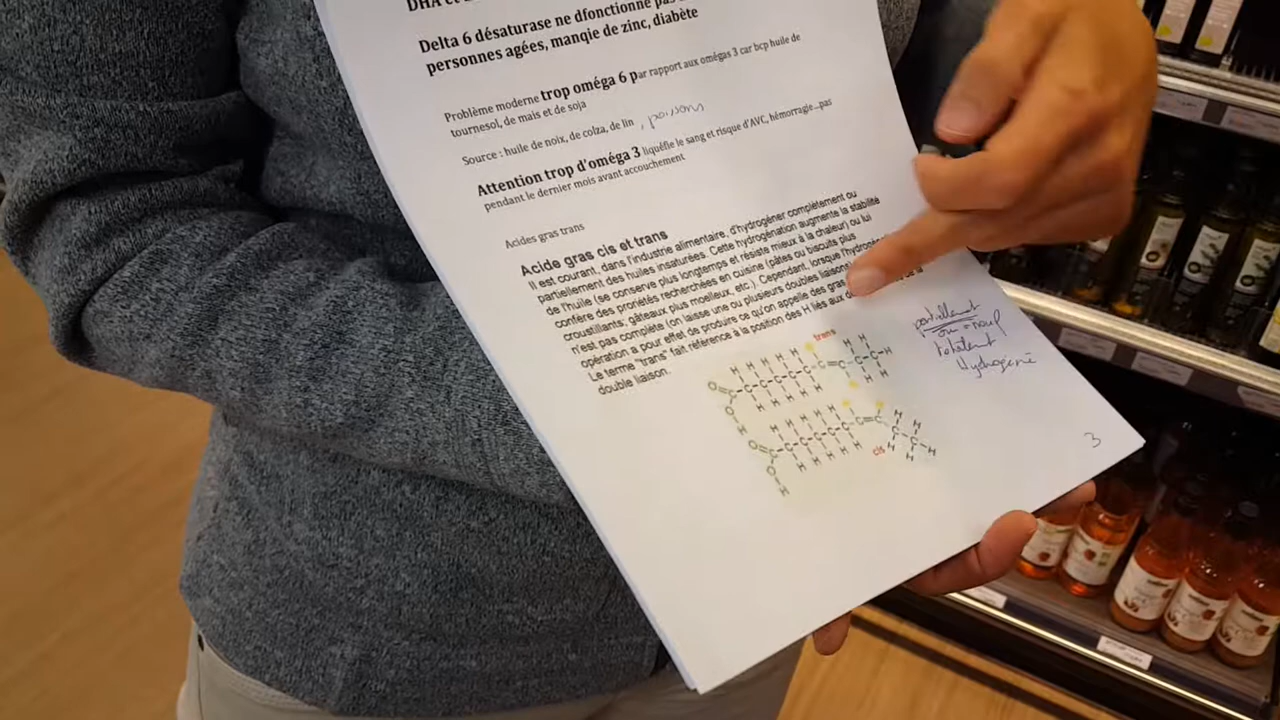 DHA et
Delta 6 désaturase ne dfonctionne pas
personnes agées, manqie de zinc, diabète
Problème moderne trop oméga 6 par rapport aux omégas 3 car bcp huile de
tournesol, de mais et de soja
Source : huile de noix, de colza, de lin , poissons
Attention trop d'oméga 3 liquéfie le sang et risque d'AVC, hémorragie...pas
pendant le dernier mois avant accouchement
Acides gras trans
Acide gras cis et trans
Il est courant, dans l'industrie alimentaire, d'hydrogéner complètement ou
partiellement des huiles insaturées. Cette hydrogénation augmente la stabilité
de l'huile (se conserve plus longtemps et résiste mieux à la chaleur) ou lui
confère des propriétés recherchées en cuisine (pâtes ou biscuits plus
croustillants; gâteaux plus moelleux, etc.) Cependant, lorsque l'hydrogé
n'est pas complète (on laisse une ou plusieurs doubles liaisons)
opération a pour effet de produire ce qu'on appelle des gras
Le terme "trans" fait référence à la position des H liés aux de la
double liaison.
partiellement
ou
totalement
Hydrogéné
trans
cis
3